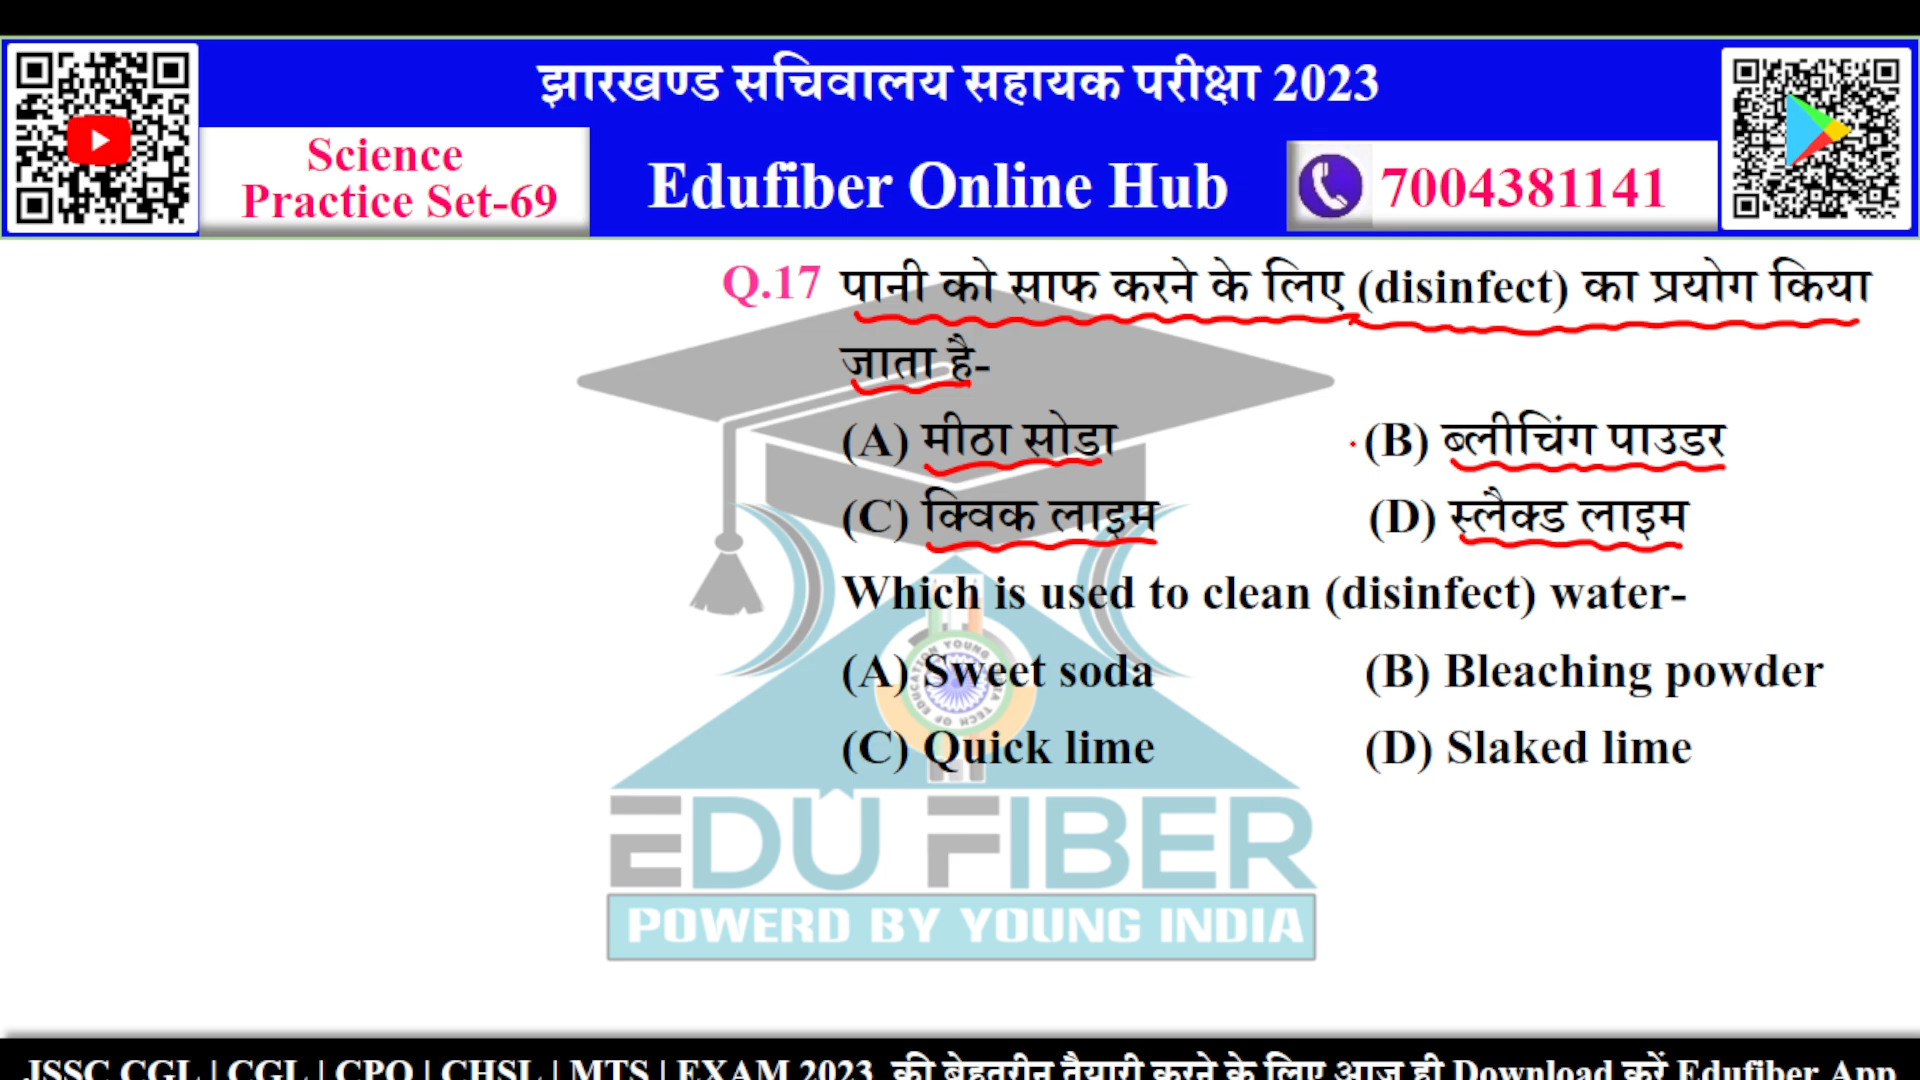 झारखण्ड सचिवालय सहायक परीक्षा 2023
Science
Practice Set-69
Edufiber Online Hub
7004381141
Q.17 पानी को साफ करने के लिए (disinfect) का प्रयोग किया
जाता है-
(A) मीठा सोडा (B) ब्लीचिंग पाउडर
(C) क्विक लाइम (D) स्लैक्ड लाइम
Which is used to clean (disinfect) water-
(A) Sweet soda (B) Bleaching powder
(C) Quick lime (D) Slaked lime
EDU FIBER
POWERD BY YOUNG INDIA
JSSC CGL | CGL | CPO | CHSL | MTS | EXAM 2023 की बेहतरीन तैयारी करने के लिए आज ही Download करें Edufiber App